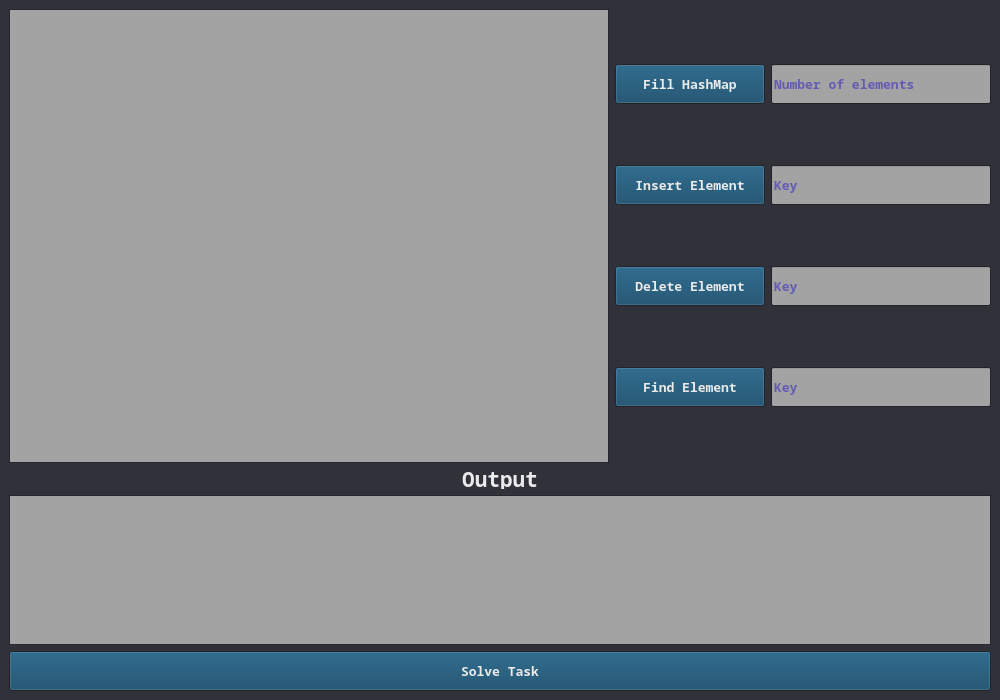 Fill HashMap
Number of elements
Insert Element
Key
Delete Element
Key
Find Element
Key
Output
Solve Task